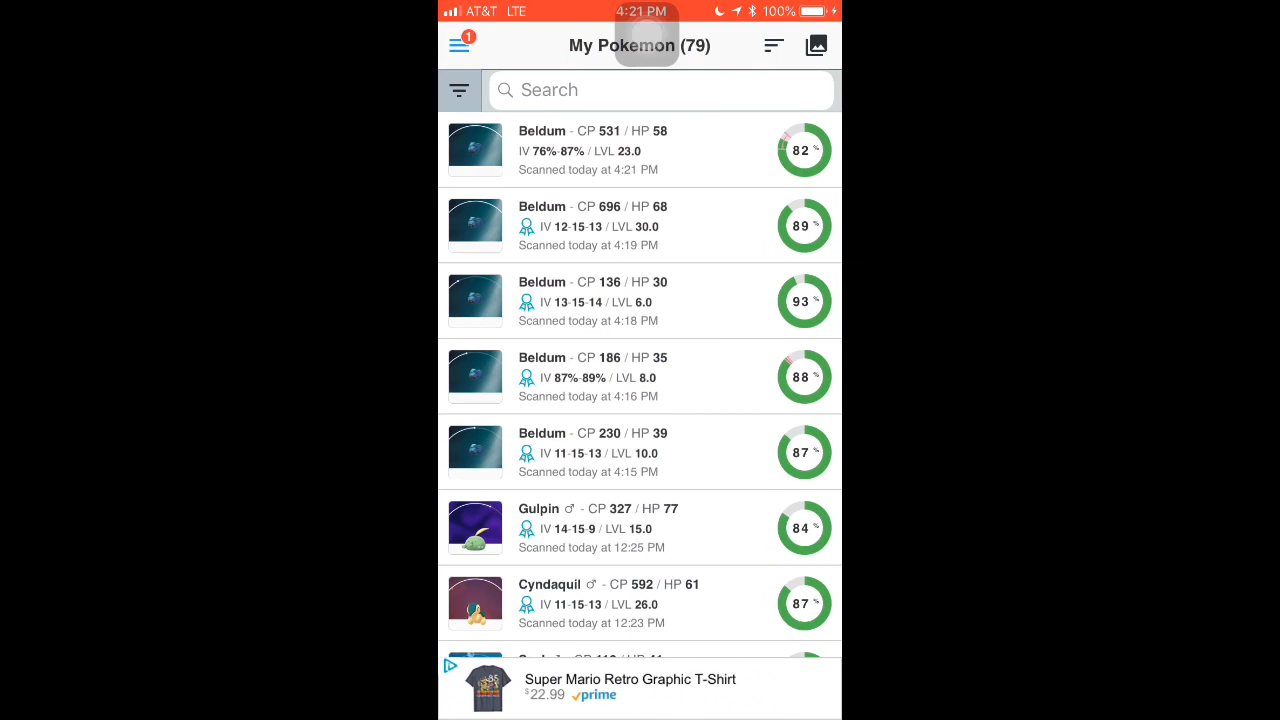 AT&T LTE 4:21 PM 100%
1
My Pokemon (79)
Search
Beldum - CP 531 / HP 58
IV 76%-87% / LVL 23.0
Scanned today at 4:21 PM
82 %
Beldum - CP 696 / HP 68
IV 12-15-13 / LVL 30.0
Scanned today at 4:19 PM
89 %
Beldum - CP 136 / HP 30
IV 13-15-14 / LVL 6.0
Scanned today at 4:18 PM
93 %
Beldum - CP 186 / HP 35
IV 87%-89% / LVL 8.0
Scanned today at 4:16 PM
88 %
Beldum - CP 230 / HP 39
IV 11-15-13 / LVL 10.0
Scanned today at 4:15 PM
87 %
Gulpin ♂ - CP 327 / HP 77
IV 14-15-9 / LVL 15.0
Scanned today at 12:25 PM
84 %
Cyndaquil ♂ - CP 592 / HP 61
IV 11-15-13 / LVL 26.0
Scanned today at 12:23 PM
87 %
Super Mario Retro Graphic T-Shirt
$22.99 prime